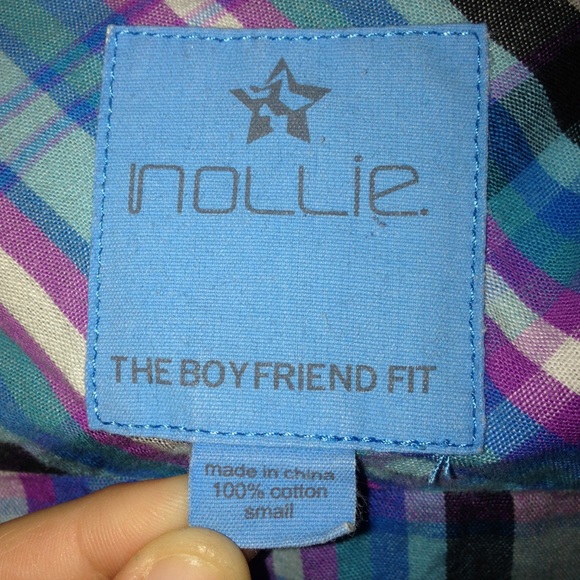 nollie.
THE BOYFRIEND FIT
made in china
100% cotton
small